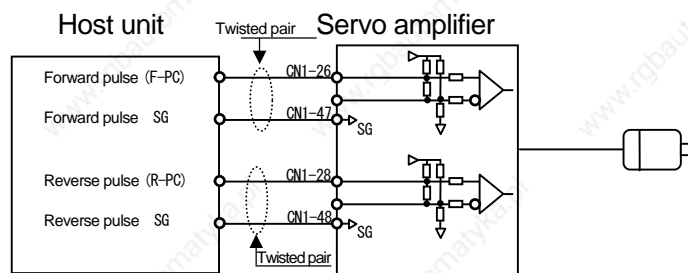 Host unit
Twisted pair
Servo amplifier
Forward pulse (F-PC)
CN1-26
Forward pulse SG
CN1-47
SG
Reverse pulse (R-PC)
CN1-28
Reverse pulse SG
CN1-48
SG
Twisted pair